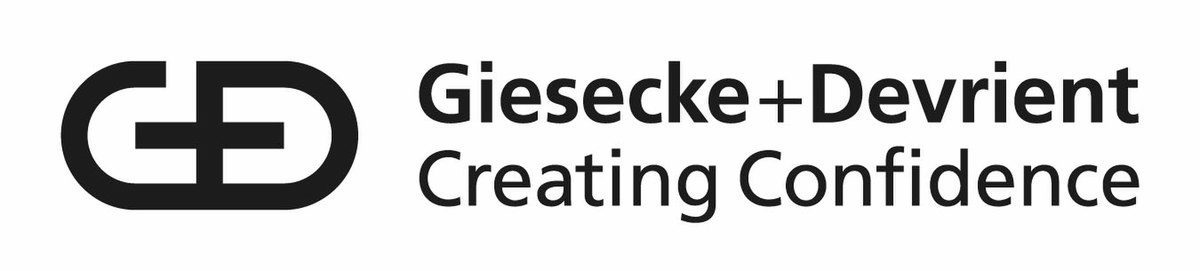 G+D
Giesecke+Devrient
Creating Confidence